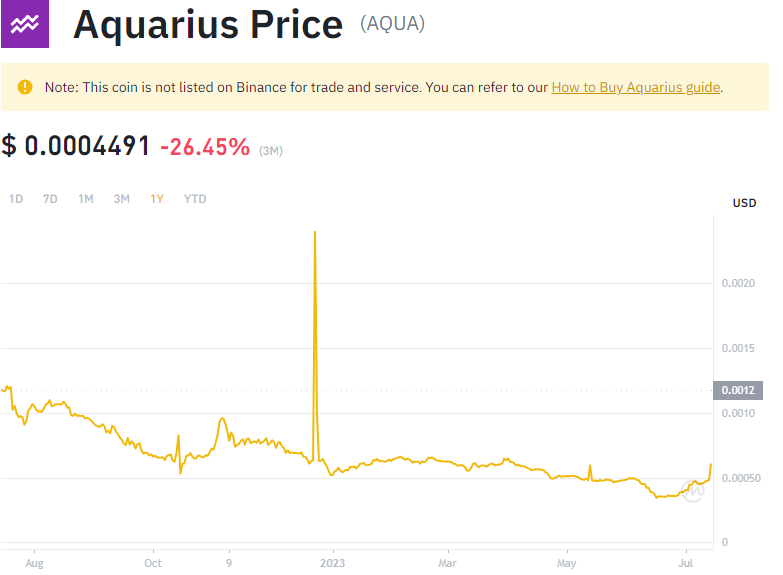 Aquarius Price (AQUA)
Note: This coin is not listed on Binance for trade and service. You can refer to our How to Buy Aquarius guide.
$ 0.0004491 -26.45% (3M)
1D 7D 1M 3M 1Y YTD
USD
0.0020
0.0015
0.0012
0.0010
0.00050
0
Aug Oct 9 2023 Mar May Jul